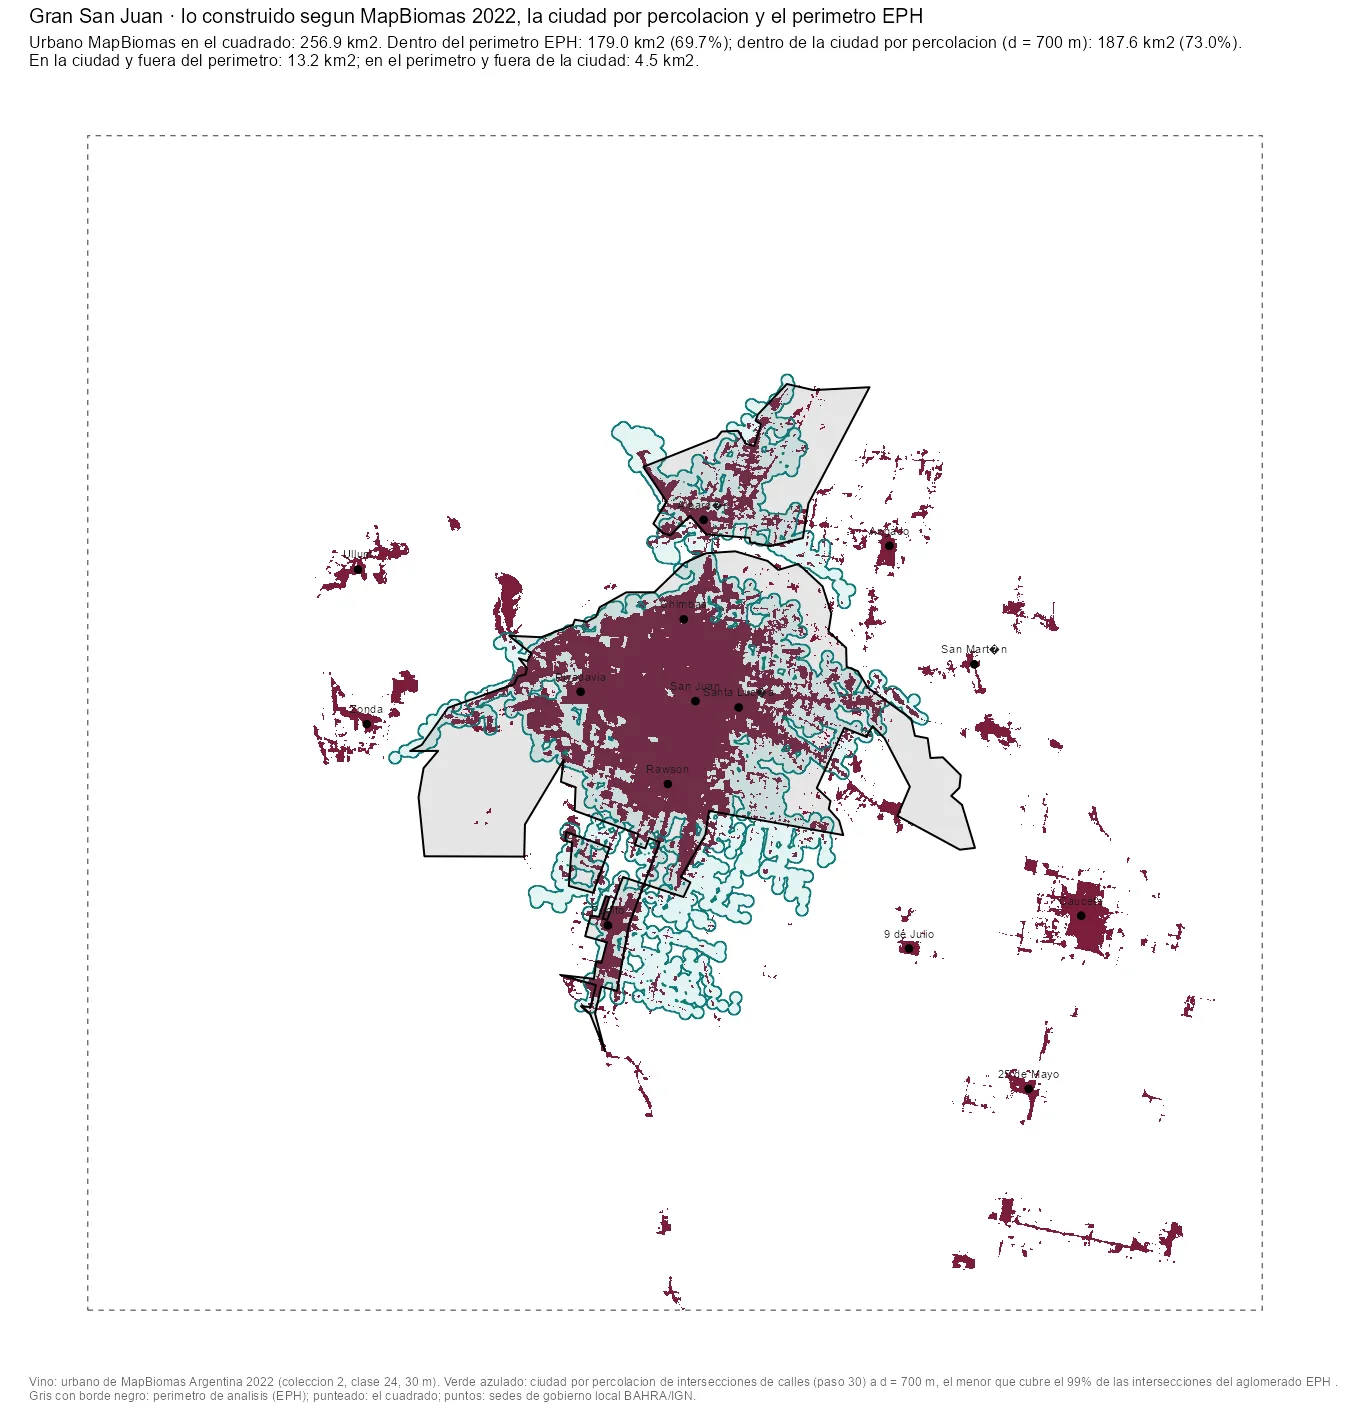 Gran San Juan · lo construido segun MapBiomas 2022, la ciudad por percolacion y el perimetro EPH
Urbano MapBiomas en el cuadrado: 256.9 km2. Dentro del perimetro EPH: 179.0 km2 (69.7%); dentro de la ciudad por percolacion (d = 700 m): 187.6 km2 (73.0%).
En la ciudad y fuera del perimetro: 13.2 km2; en el perimetro y fuera de la ciudad: 4.5 km2.
Ullum
Chimbas
San Mart�n
Rivadavia
San Juan
Santa Luc�a
Zonda
Rawson
Caucete
9 de Julio
25 de Mayo
Vino: urbano de MapBiomas Argentina 2022 (coleccion 2, clase 24, 30 m). Verde azulado: ciudad por percolacion de intersecciones de calles (paso 30) a d = 700 m, el menor que cubre el 99% de las intersecciones del aglomerado EPH .
Gris con borde negro: perimetro de analisis (EPH); punteado: el cuadrado; puntos: sedes de gobierno local BAHRA/IGN.